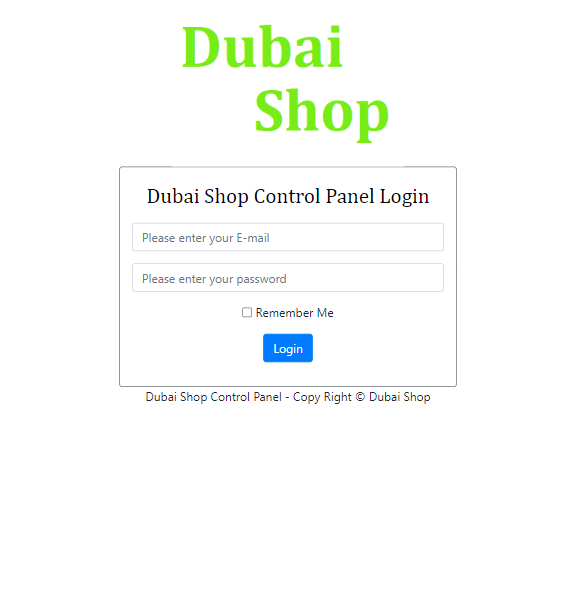 Dubai
Shop
Dubai Shop Control Panel Login
Please enter your E-mail
Please enter your password
Remember Me
Login
Dubai Shop Control Panel - Copy Right © Dubai Shop